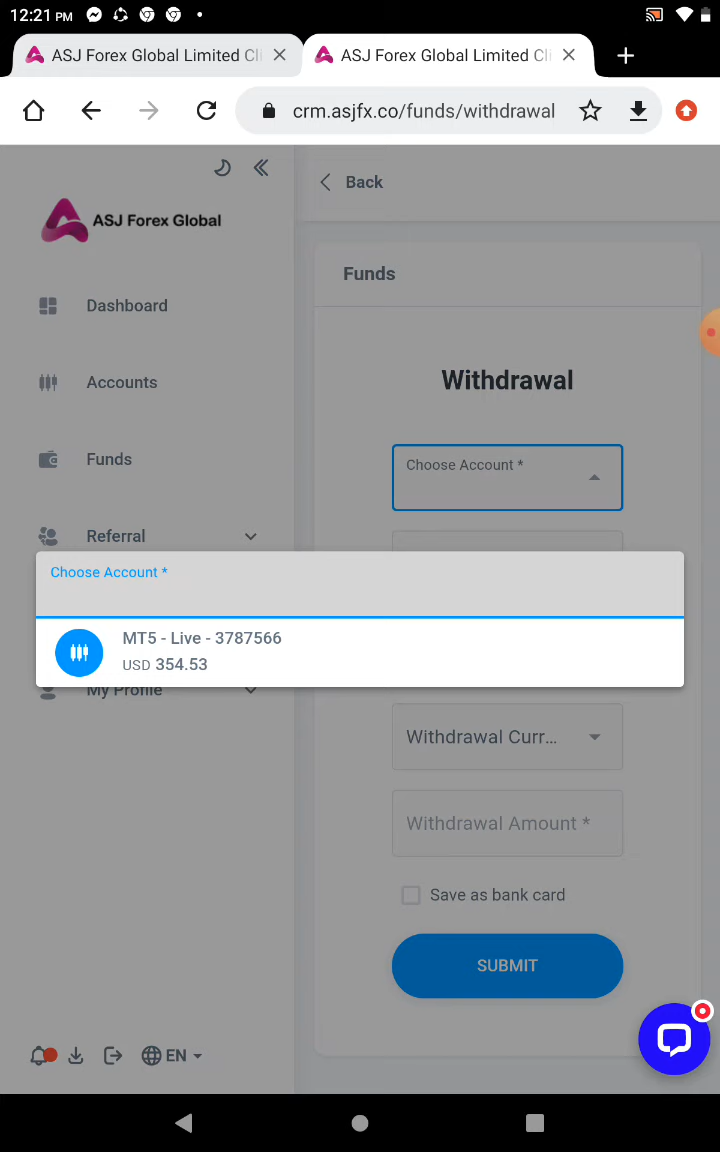 12:21 PM
ASJ Forex Global Limited Cli
ASJ Forex Global Limited Cli
crm.asjfx.co/funds/withdrawal
ASJ Forex Global
Back
Dashboard
Accounts
Funds
Referral
My Profile
Funds
Withdrawal
Choose Account *
Choose Account *
MT5 - Live - 3787566
USD 354.53
Withdrawal Curr...
Withdrawal Amount *
Save as bank card
SUBMIT
EN